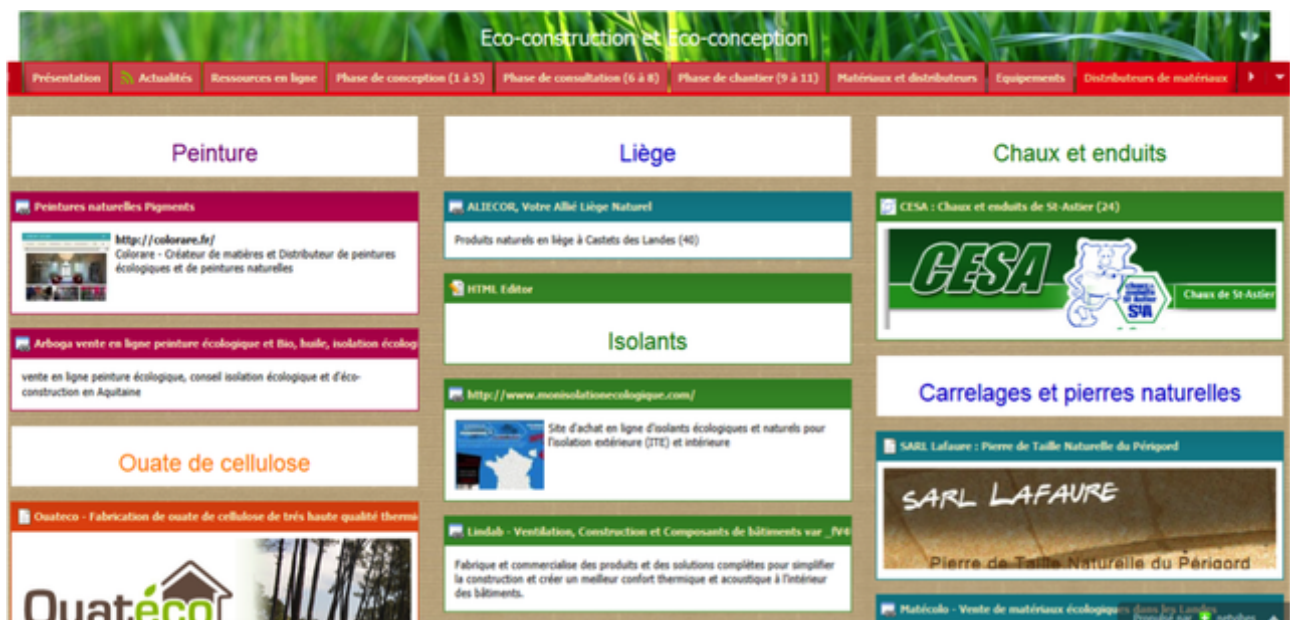 Eco-construction et Eco-conception
Présentation
Actualités
Ressources en ligne
Phase de conception (1 à 5)
Phase de consultation (6 à 8)
Phase de chantier (9 à 11)
Matériaux et distributeurs
Equipements
Distributeurs de matériaux
Peinture
Peintures naturelles Pigments
http://colorare.fr/
Colorare - Créateur de matières et Distributeur de peintures
écologiques et de peintures naturelles
Arboga vente en ligne peinture écologique et Bio, huile, isolation écolog
vente en ligne peinture écologique, conseil isolation écologique et d'éco-
construction en Aquitaine
Ouate de cellulose
Ouateco - Fabrication de ouate de cellulose de trés haute qualité thermi
Ouatéco
Liège
ALIECOR, Votre Allié Liège Naturel
Produits naturels en liège à Castets des Landes (40)
HTML Editor
Isolants
http://www.monisolationecologique.com/
Site d'achat en ligne d'isolants écologiques et naturels pour
l'isolation extérieure (ITE) et intérieure
Lindab - Ventilation, Construction et Composants de bâtiments var _fV4
Fabrique et commercialise des produits et des solutions complètes pour simplifier
la construction et créer un meilleur confort thermique et acoustique à l'intérieur
des bâtiments.
Chaux et enduits
CESA : Chaux et enduits de St-Astier (24)
CESA
Chaux de St-Astier
Carrelages et pierres naturelles
SARL Lafaure : Pierre de Taille Naturelle du Périgord
SARL LAFAURE
Pierre de Taille Naturelle du Périgord
Matécolo - Vente de matériaux écologiques dans les Landes
Propulsé par netvibes